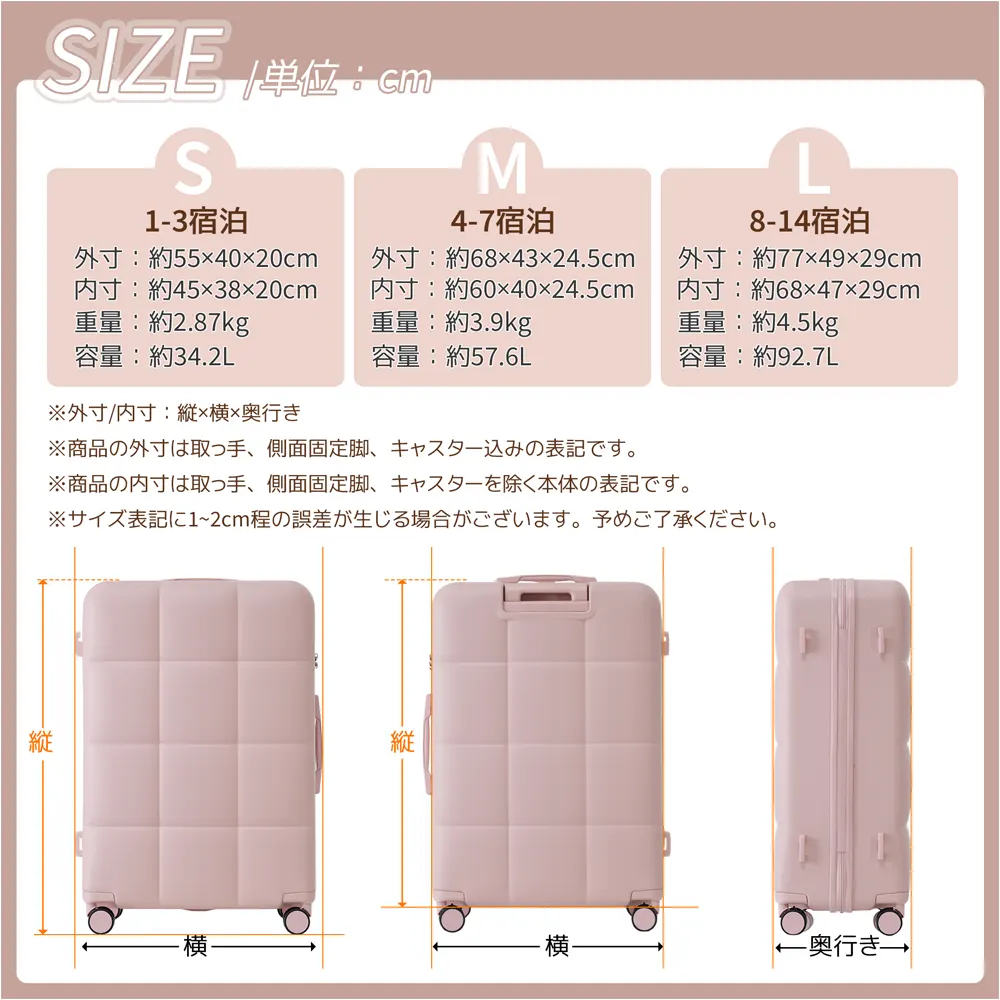 SIZE /単位：cm
S
1-3宿泊
外寸：約55×40×20cm
内寸：約45×38×20cm
重量：約2.87kg
容量：約34.2L
M
4-7宿泊
外寸：約68×43×24.5cm
内寸：約60×40×24.5cm
重量：約3.9kg
容量：約57.6L
L
8-14宿泊
外寸：約77×49×29cm
内寸：約68×47×29cm
重量：約4.5kg
容量：約92.7L
※外寸/内寸：縦×横×奥行き
※商品の外寸は取っ手、側面固定脚、キャスター込みの表記です。
※商品の内寸は取っ手、側面固定脚、キャスターを除く本体の表記です。
※サイズ表記に1~2cm程の誤差が生じる場合がございます。予めご了承ください。
縦
縦
横
横
奥行き